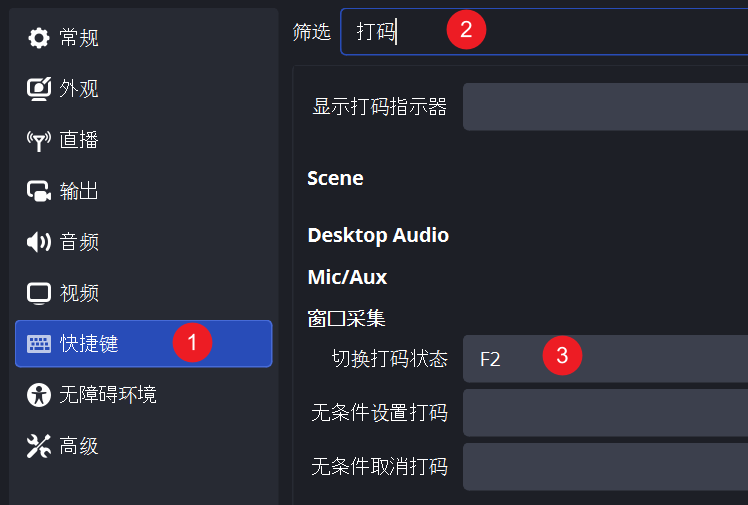 常规
外观
直播
输出
音频
视频
快捷键 1
无障碍环境
高级
筛选 打码 2
显示打码指示器
Scene
Desktop Audio
Mic/Aux
窗口采集
切换打码状态 F2 3
无条件设置打码
无条件取消打码